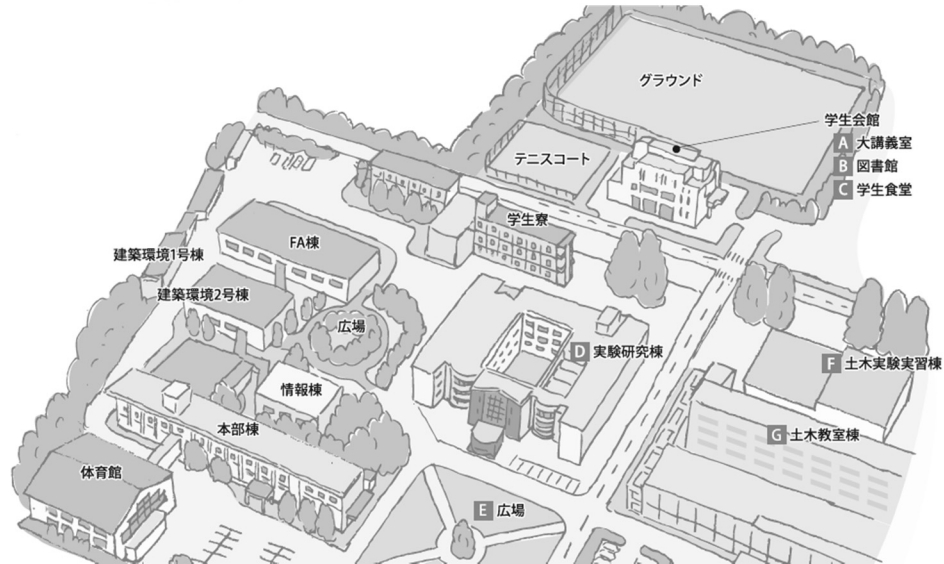 グラウンド
学生会館
A 大講義室
B 図書館
C 学生食堂
テニスコート
学生寮
FA棟
建築環境1号棟
建築環境2号棟
広場
D 実験研究棟
F 土木実験実習棟
情報棟
本部棟
G 土木教室棟
体育館
E 広場